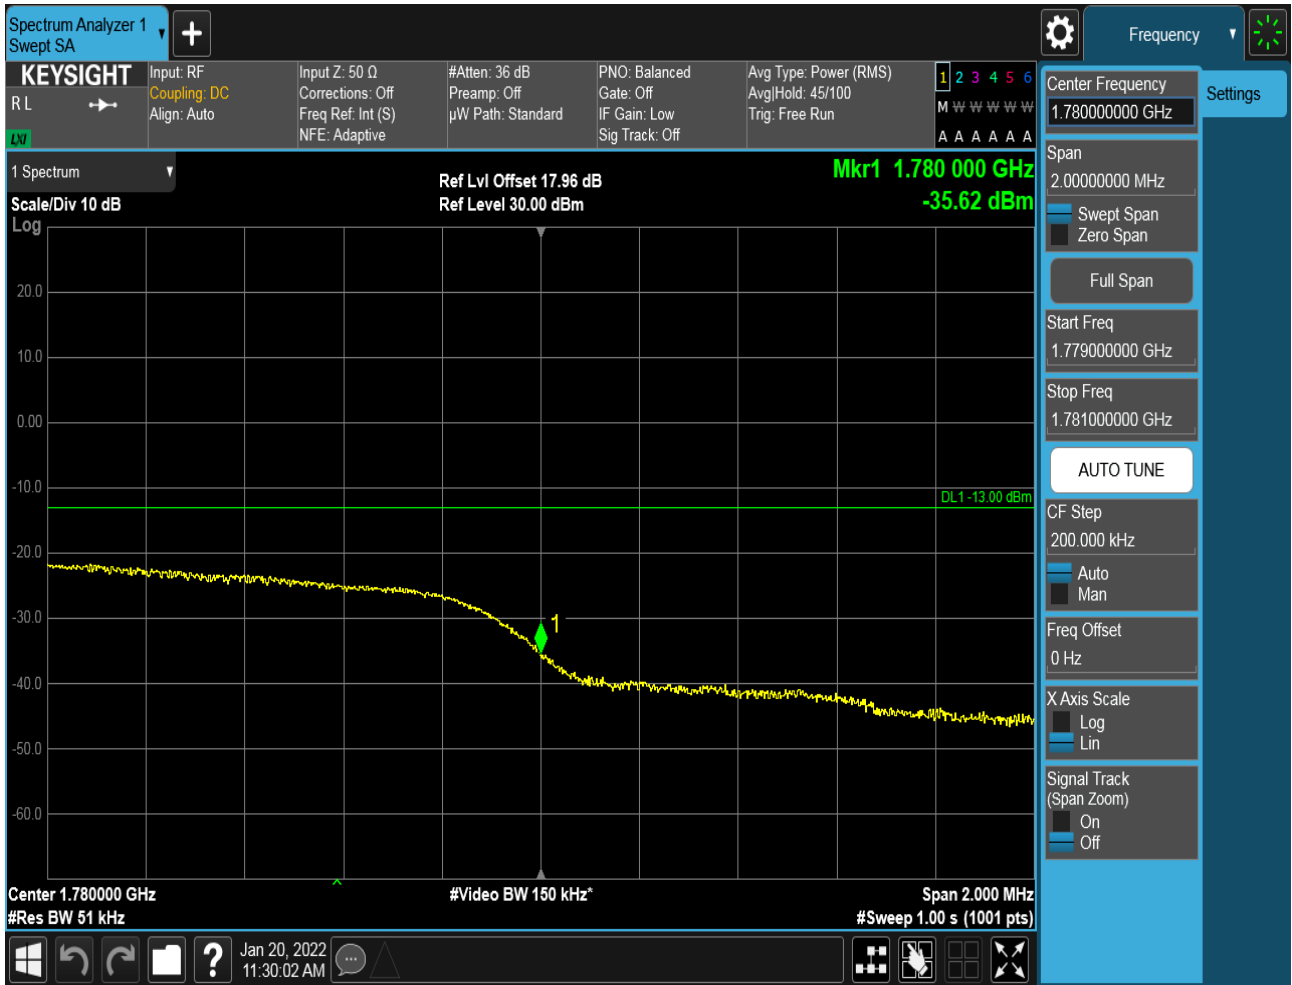 Spectrum Analyzer 1
Swept SA
Frequency
KEYSIGHT
R L
LXI
Input: RF
Coupling: DC
Align: Auto
Input Z: 50 Ω
Corrections: Off
Freq Ref: Int (S)
NFE: Adaptive
#Atten: 36 dB
Preamp: Off
µW Path: Standard
PNO: Balanced
Gate: Off
IF Gain: Low
Sig Track: Off
Avg Type: Power (RMS)
Avg|Hold: 45/100
Trig: Free Run
1 2 3 4 5 6
M W W W W W
A A A A A A
1 Spectrum
Scale/Div 10 dB
Log
Ref Lvl Offset 17.96 dB
Ref Level 30.00 dBm
Mkr1 1.780 000 GHz
-35.62 dBm
20.0
10.0
0.00
-10.0
DL1 -13.00 dBm
-20.0
-30.0
1
-40.0
-50.0
-60.0
Center 1.780000 GHz
#Res BW 51 kHz
#Video BW 150 kHz*
Span 2.000 MHz
#Sweep 1.00 s (1001 pts)
Center Frequency
1.780000000 GHz
Settings
Span
2.00000000 MHz
Swept Span
Zero Span
Full Span
Start Freq
1.779000000 GHz
Stop Freq
1.781000000 GHz
AUTO TUNE
CF Step
200.000 kHz
Auto
Man
Freq Offset
0 Hz
X Axis Scale
Log
Lin
Signal Track
(Span Zoom)
On
Off
?
Jan 20, 2022
11:30:02 AM